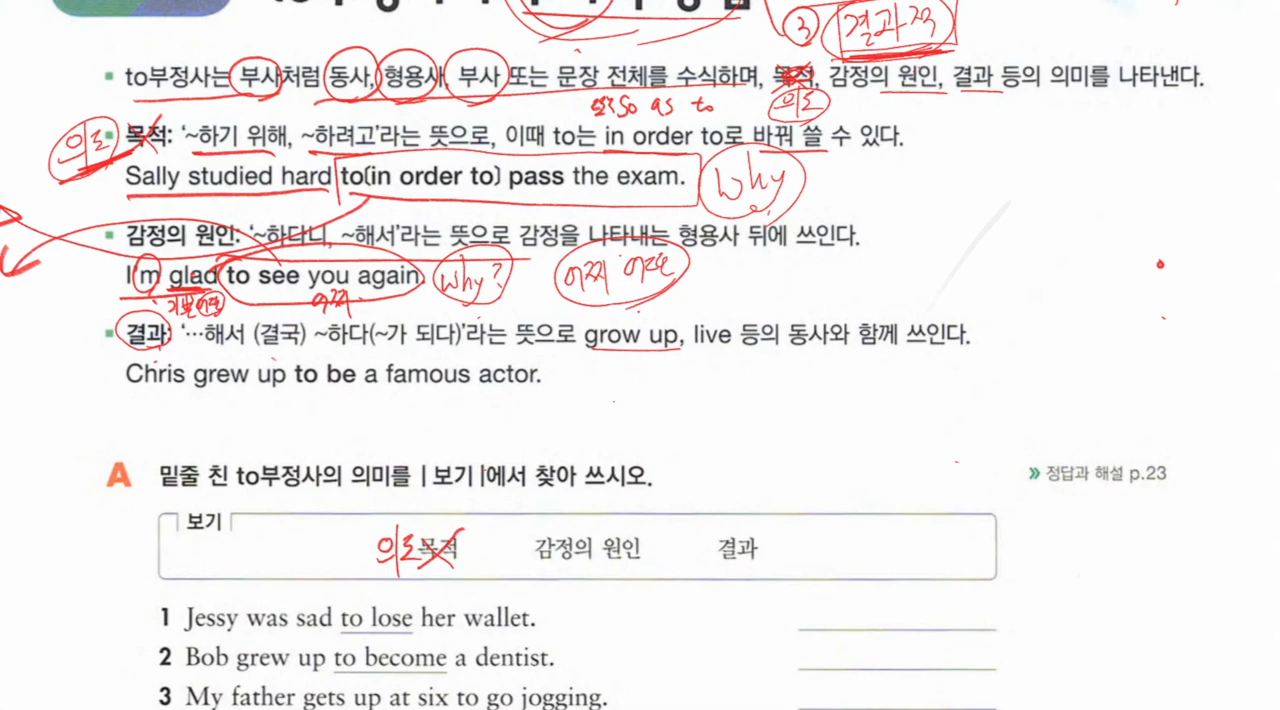 ③ 결과적
to부정사는 부사처럼 동사, 형용사, 부사 또는 문장 전체를 수식하며, 목적, 감정의 원인, 결과 등의 의미를 나타낸다.
so as to
의도
의도 목적: ‘~하기 위해, ~하려고’라는 뜻으로, 이때 to는 in order to로 바꿔 쓸 수 있다.
Sally studied hard to(in order to) pass the exam. why
감정의 원인: ‘~하다니, ~해서’라는 뜻으로 감정을 나타내는 형용사 뒤에 쓰인다.
I'm glad to see you again. why? 어찌 어떤
어찌
결과: ‘…해서 (결국) ~하다(~가 되다)’라는 뜻으로 grow up, live 등의 동사와 함께 쓰인다.
Chris grew up to be a famous actor.
A 밑줄 친 to부정사의 의미를 |보기|에서 찾아 쓰시오. » 정답과 해설 p.23
보기
의도 목적 감정의 원인 결과
1 Jessy was sad to lose her wallet.
2 Bob grew up to become a dentist.
3 My father gets up at six to go jogging.